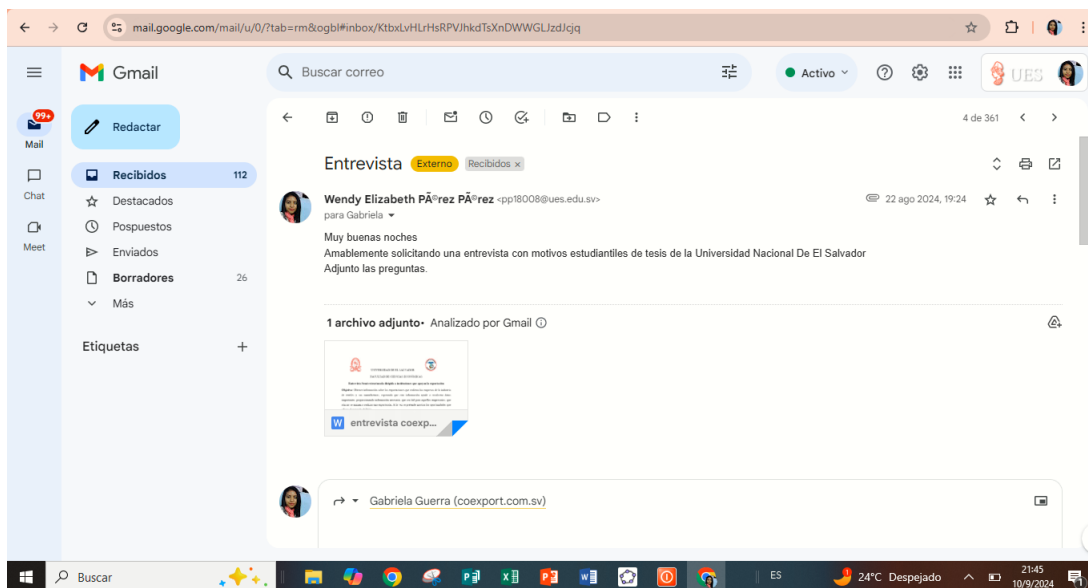 mail.google.com/mail/u/0/?tab=rm&ogbl#inbox/KtbxLvHLrHsRPVJhkdTsXnDWWGLJzdJcjq
Gmail
Buscar correo
Activo
UES
99+
Mail
Chat
Meet
Redactar
Recibidos 112
Destacados
Pospuestos
Enviados
Borradores 26
Más
Etiquetas
4 de 361
Entrevista Externo Recibidos x
Wendy Elizabeth PÃ©rez PÃ©rez <pp18008@ues.edu.sv>
22 ago 2024, 19:24
para Gabriela
Muy buenas noches
Amablemente solicitando una entrevista con motivos estudiantiles de tesis de la Universidad Nacional De El Salvador
Adjunto las preguntas.
1 archivo adjunto • Analizado por Gmail
W entrevista coexp...
Gabriela Guerra (coexport.com.sv)
Buscar
ES
24°C Despejado
21:45
10/9/2024